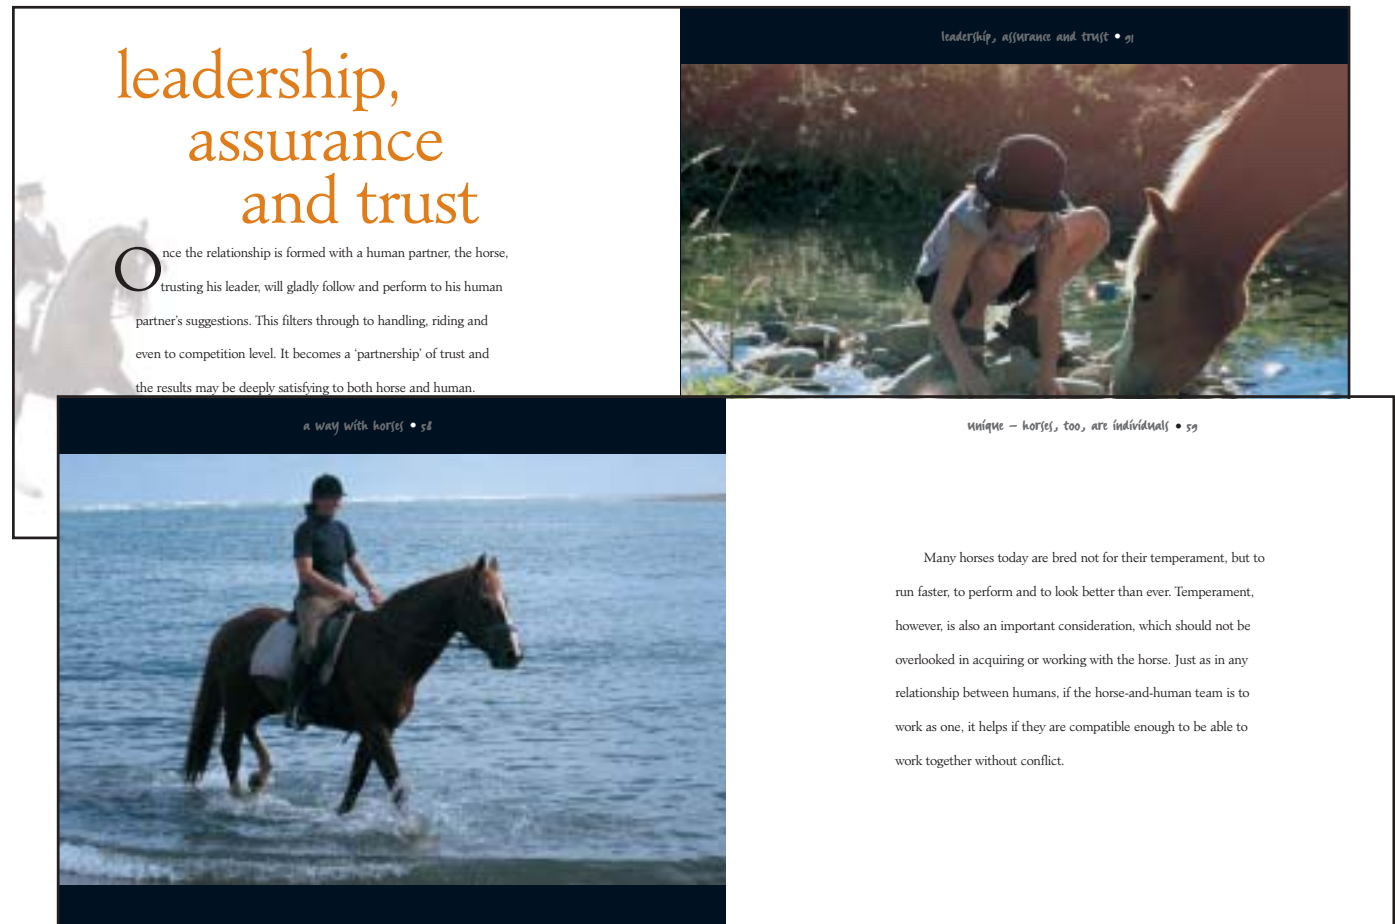 leadership,
assurance
and trust
Once the relationship is formed with a human partner, the horse,
trusting his leader, will gladly follow and perform to his human
partner's suggestions. This filters through to handling, riding and
even to competition level. It becomes a ‘partnership’ of trust and
the results may be deeply satisfying to both horse and human.
leadership, assurance and trust • 91
a way with horses • 58
unique – horses, too, are individuals • 59
Many horses today are bred not for their temperament, but to
run faster, to perform and to look better than ever. Temperament,
however, is also an important consideration, which should not be
overlooked in acquiring or working with the horse. Just as in any
relationship between humans, if the horse-and-human team is to
work as one, it helps if they are compatible enough to be able to
work together without conflict.